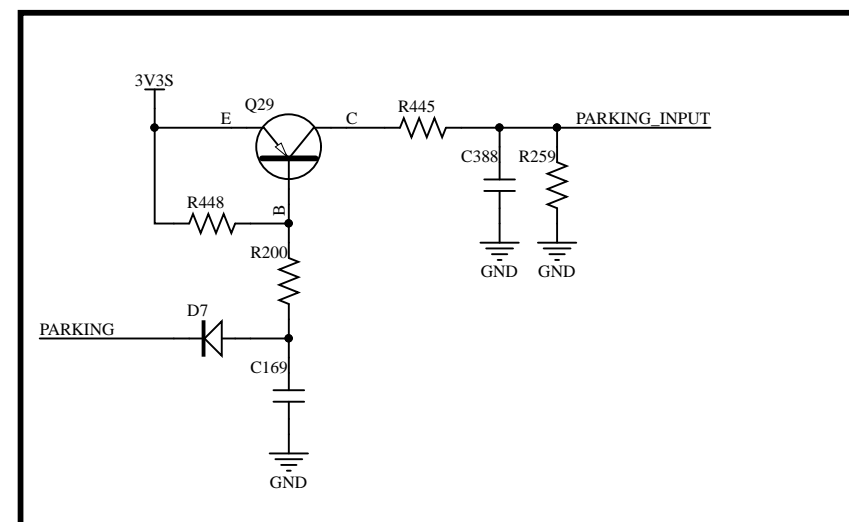 3V3S
Q29
E
C
R445
PARKING_INPUT
C388
R259
R448
B
R200
GND
GND
D7
PARKING
C169
GND